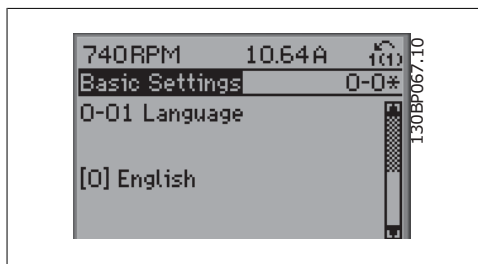 740RPM 10.64A 1(1)
Basic Settings 0-0*
0-01 Language
[0] English
130BP067.10